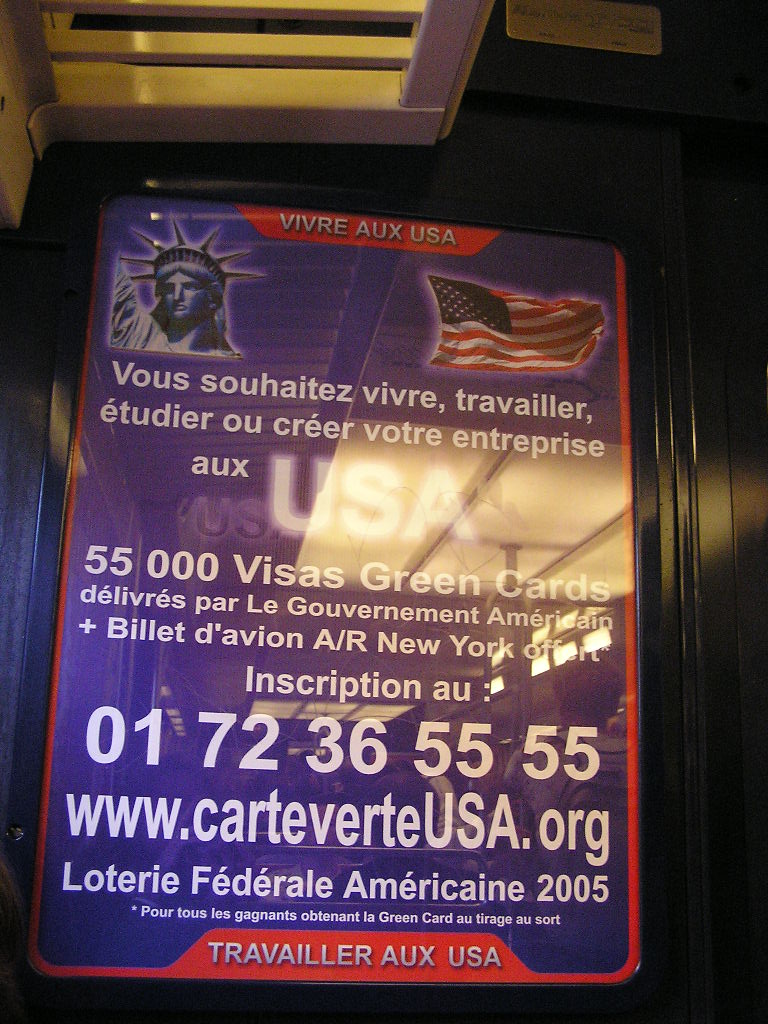 VIVRE AUX USA
Vous souhaitez vivre, travailler,
étudier ou créer votre entreprise
aux USA
55 000 Visas Green Cards
délivrés par Le Gouvernement Américain
+ Billet d'avion A/R New York offert*
Inscription au :
01 72 36 55 55
www.carteverteUSA.org
Loterie Fédérale Américaine 2005
* Pour tous les gagnants obtenant la Green Card au tirage au sort
TRAVAILLER AUX USA